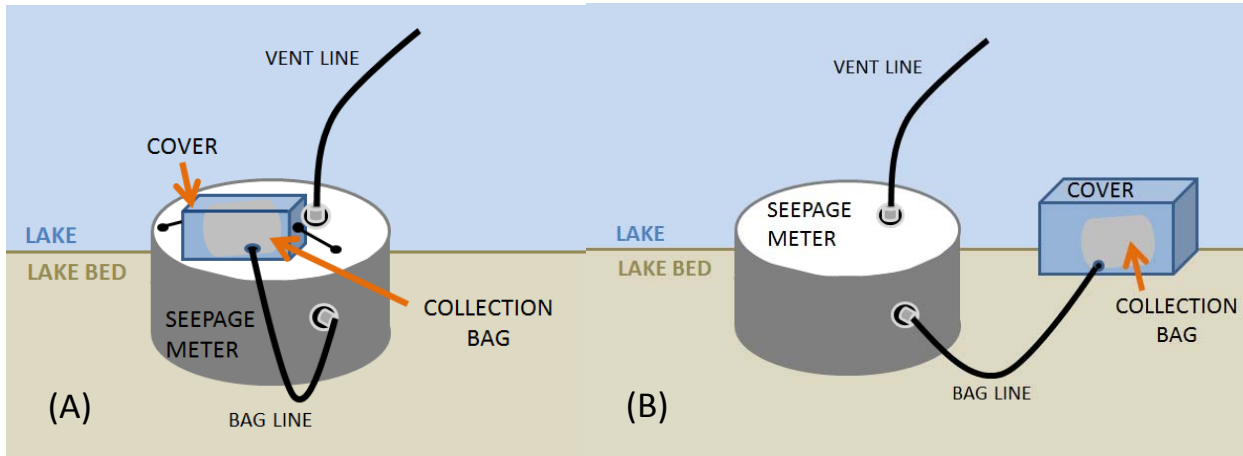 VENT LINE
COVER
LAKE
LAKE BED
SEEPAGE
METER
COLLECTION
BAG
BAG LINE
(A)
VENT LINE
COVER
SEEPAGE
METER
LAKE
LAKE BED
COLLECTION
BAG
BAG LINE
(B)